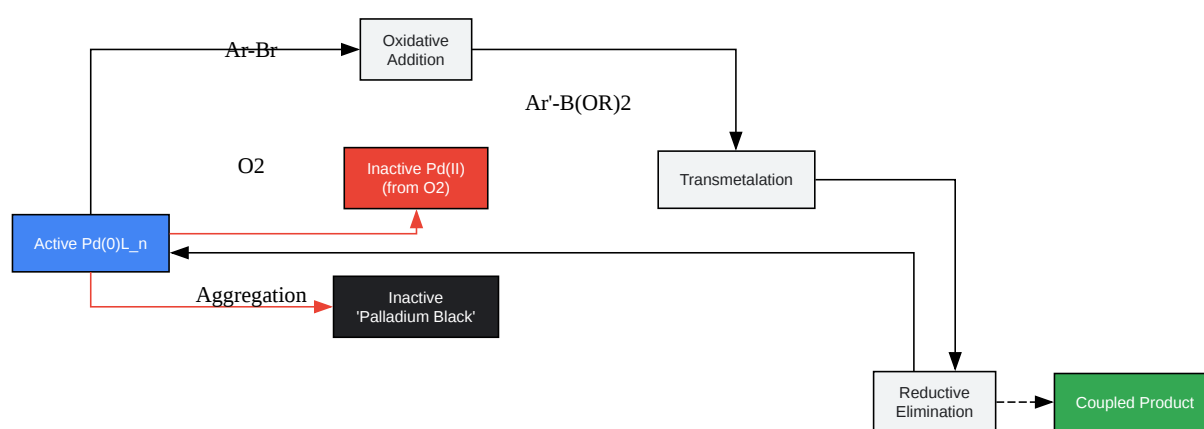 Oxidative
Addition
Ar-Br
Ar'-B(OR)2
O2
Inactive Pd(II)
(from O2)
Transmetalation
Active Pd(0)L_n
Aggregation
Inactive
'Palladium Black'
Reductive
Elimination
Coupled Product